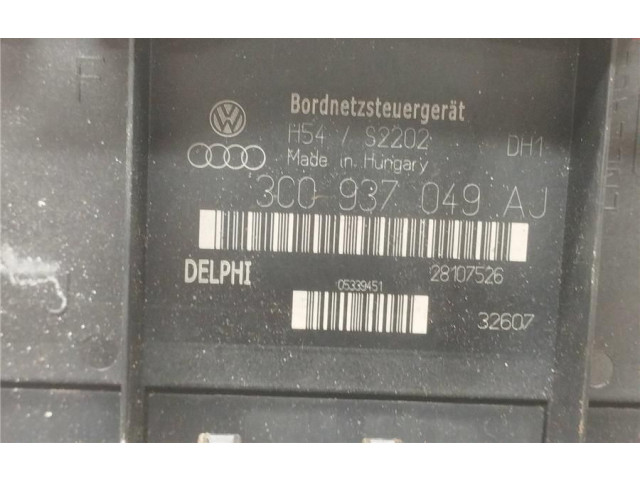 Bordnetzsteuergerät
H54 / S2202 DH1
Made in Hungary
3C0 937 049 AJ
DELPHI 28107526
05339451
32607
F